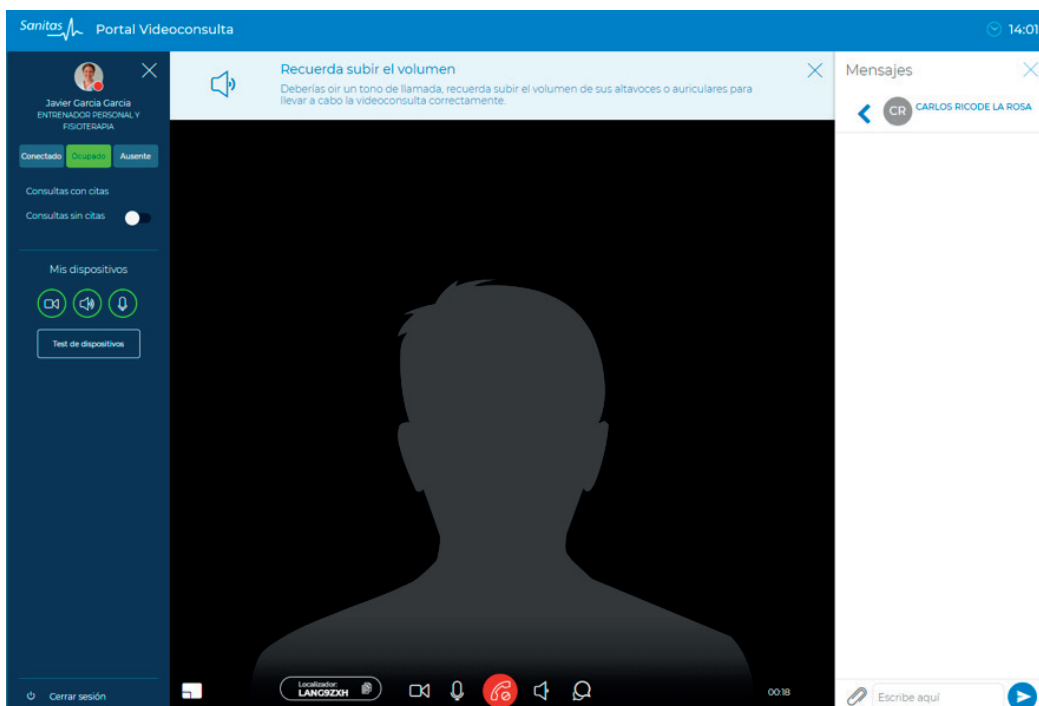 Sanitas Portal Videoconsulta
14:01
Javier Garcia Garcia
ENTRENADOR PERSONAL Y
FISIOTERAPIA
Conectado Ocupado Ausente
Consultas con citas
Consultas sin citas
Mis dispositivos
Test de dispositivos
Cerrar sesión
Recuerda subir el volumen
Deberías oir un tono de llamada, recuerda subir el volumen de sus altavoces o auriculares para
llevar a cabo la videoconsulta correctamente.
Localizador:
LANG9ZXH
00:18
Mensajes
CR CARLOS RICODE LA ROSA
Escribe aquí